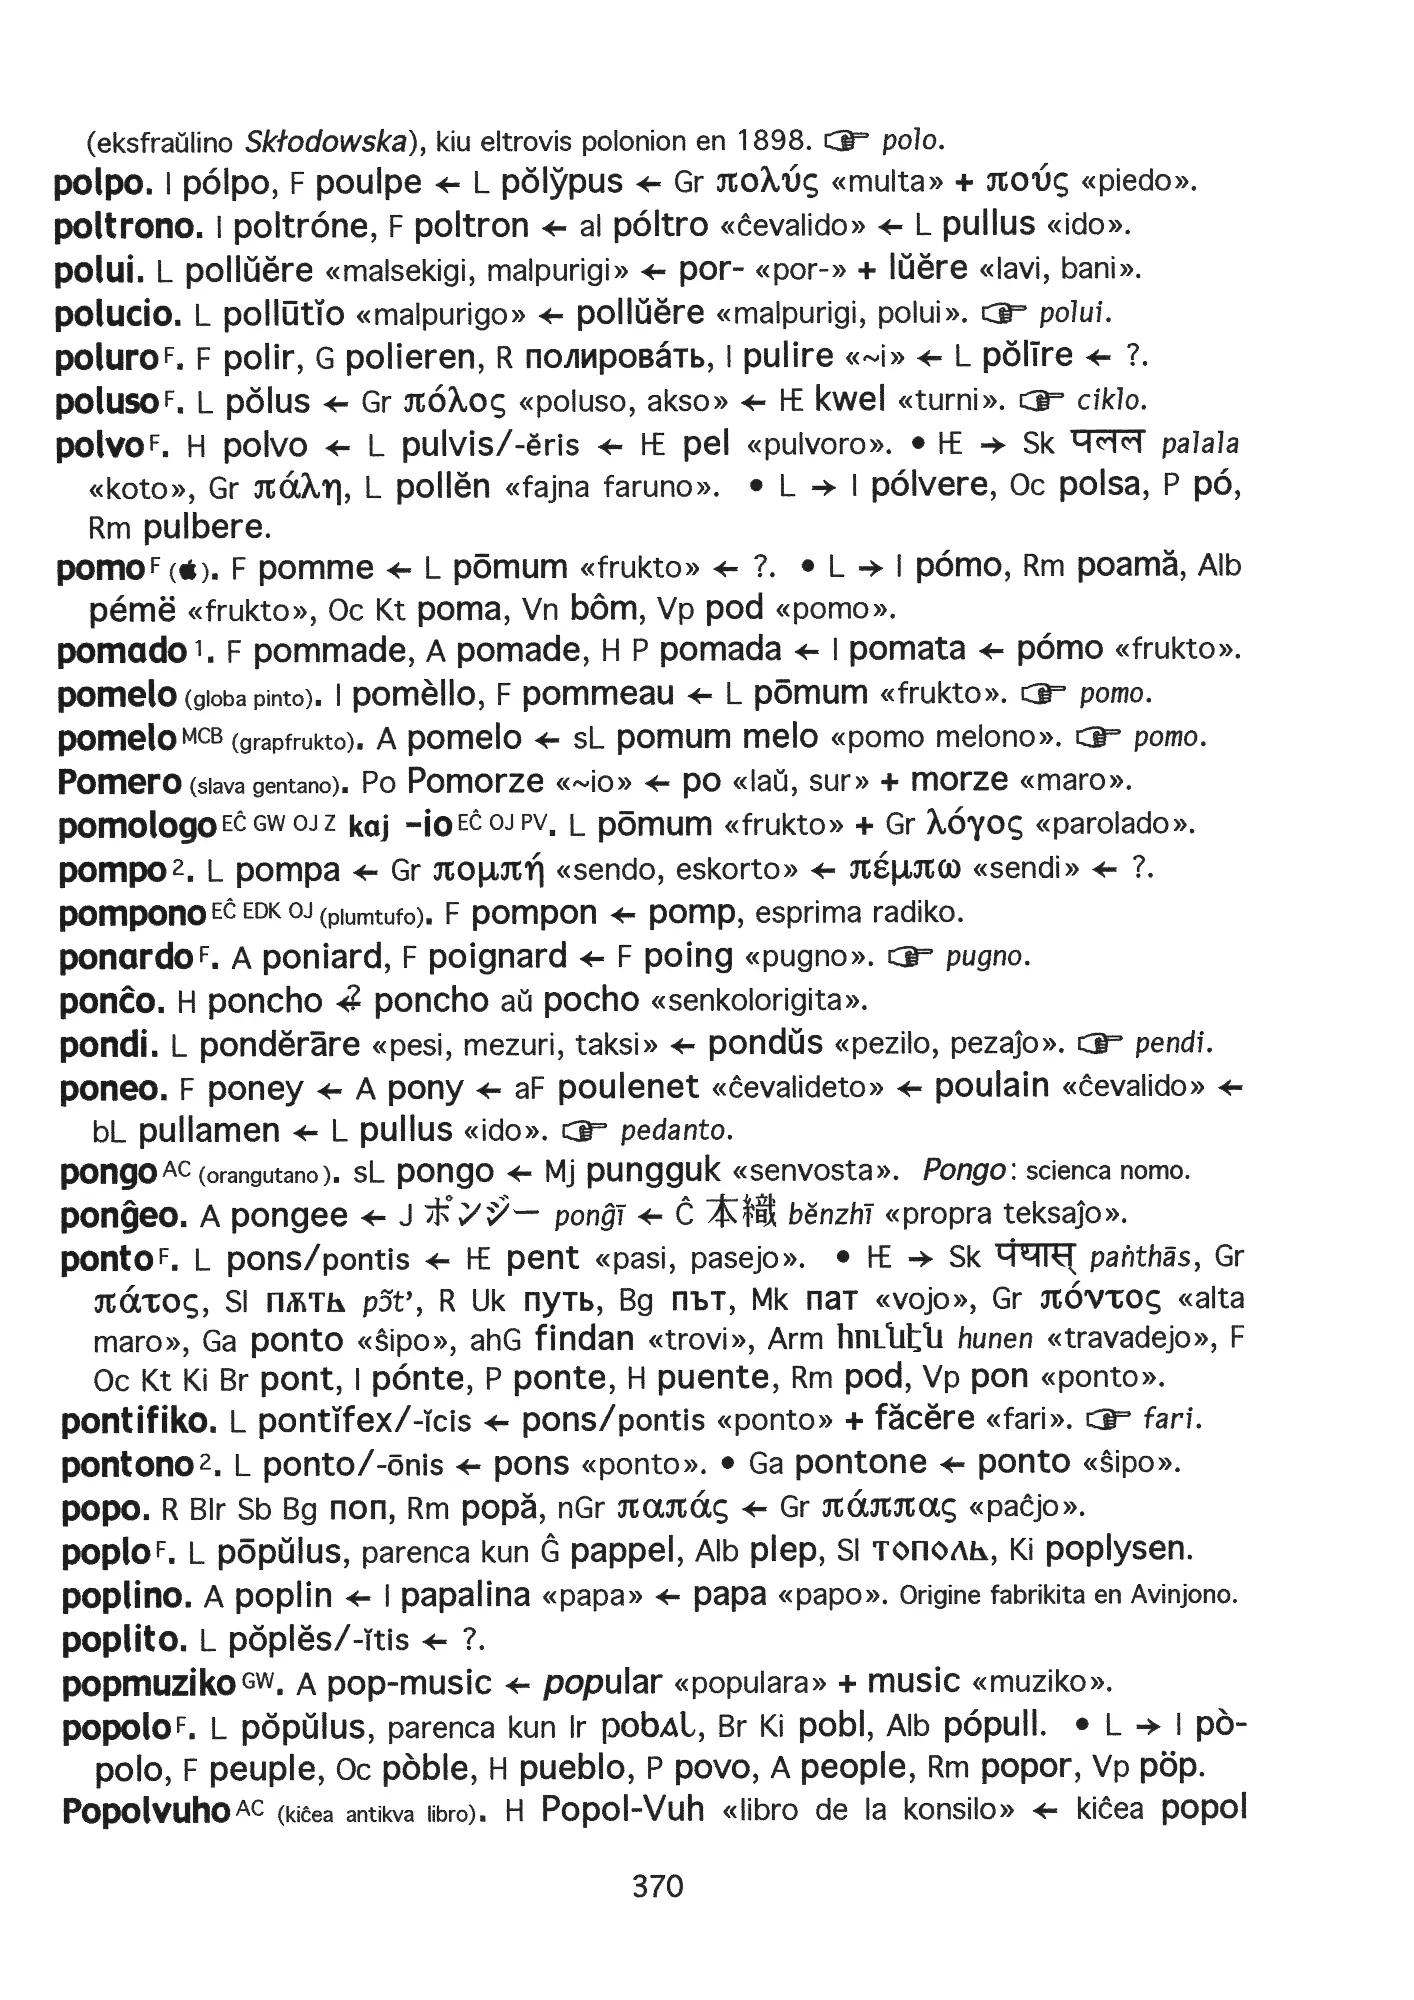 (eksfraŭlino Skłodowska), kiu eltrovis polonion en 1898. ☞ polo.
polpo. I pólpo, F poulpe ← L pŏlўpus ← Gr πολύς «multa» + πούς «piedo».
poltrono. I poltróne, F poltron ← al póltro «ĉevalido» ← L pullus «ido».
polui. L pollŭĕre «malsekigi, malpurigi» ← por- «por-» + lŭĕre «lavi, bani».
polucio. L pollūtĭo «malpurigo» ← pollŭĕre «malpurigi, polui». ☞ polui.
poluro F. F polir, G polieren, R полирова́ть, I pulire «~i» ← L pŏlīre ← ?.
poluso F. L pŏlus ← Gr πόλος «poluso, akso» ← IE kwel «turni». ☞ ciklo.
polvo F. H polvo ← L pulvis/-ĕris ← IE pel «pulvoro». • IE → Sk पलल palala
«koto», Gr πάλη, L pollĕn «fajna faruno». • L → I pólvere, Oc polsa, P pó,
Rm pulbere.
pomo F (). F pomme ← L pōmum «frukto» ← ?. • L → I pómo, Rm poamă, Alb
pémë «frukto», Oc Kt poma, Vn bôm, Vp pod «pomo».
pomado 1. F pommade, A pomade, H P pomada ← I pomata ← pómo «frukto».
pomelo (globa pinto). I pomèllo, F pommeau ← L pōmum «frukto». ☞ pomo.
pomelo MCB (grapfrukto). A pomelo ← sL pomum melo «pomo melono». ☞ pomo.
Pomero (slava gentano). Po Pomorze «~io» ← po «laŭ, sur» + morze «maro».
pomologo EĈ GW OJ Z kaj -io EĈ OJ PV. L pōmum «frukto» + Gr λόγος «parolado».
pompo 2. L pompa ← Gr πομπή «sendo, eskorto» ← πέμπω «sendi» ← ?.
pompono EĈ EDK OJ (plumtufo). F pompon ← pomp, esprima radiko.
ponardo F. A poniard, F poignard ← F poing «pugno». ☞ pugno.
ponĉo. H poncho ←? poncho aŭ pocho «senkolorigita».
pondi. L pondĕrāre «pesi, mezuri, taksi» ← pondŭs «pezilo, pezaĵo». ☞ pendi.
poneo. F poney ← A pony ← aF poulenet «ĉevalideto» ← poulain «ĉevalido» ←
bL pullamen ← L pullus «ido». ☞ pedanto.
pongo AC (orangutano). sL pongo ← Mj pungguk «senvosta». Pongo: scienca nomo.
ponĝeo. A pongee ← J ポンジー ponĝī ← Ĉ 本織 bĕnzhī «propra teksaĵo».
ponto F. L pons/pontis ← IE pent «pasi, pasejo». • IE → Sk पंथास् paṅthās, Gr
πάτος, Sl пѫть põt’, R Uk путь, Bg път, Mk пат «vojo», Gr πόντος «alta
maro», Ga ponto «ŝipo», ahG findan «trovi», Arm հունէն hunen «travadejo», F
Oc Kt Ki Br pont, I pónte, P ponte, H puente, Rm pod, Vp pon «ponto».
pontifiko. L pontĭfex/-ĭcis ← pons/pontis «ponto» + făcĕre «fari». ☞ fari.
pontono 2. L ponto/-ōnis ← pons «ponto». • Ga pontone ← ponto «ŝipo».
popo. R Blr Sb Bg поп, Rm popă, nGr παπάς ← Gr πάππας «paĉjo».
poplo F. L pōpŭlus, parenca kun Ĝ pappel, Alb plep, Sl тополь, Ki poplysen.
poplino. A poplin ← I papalina «papa» ← papa «papo». Origine fabrikita en Avinjono.
poplito. L pŏplĕs/-ĭtis ← ?.
popmuziko GW. A pop-music ← popular «populara» + music «muziko».
popolo F. L pŏpŭlus, parenca kun Ir pobal, Br Ki pobl, Alb pópull. • L → I pò-
polo, F peuple, Oc pòble, H pueblo, P povo, A people, Rm popor, Vp pöp.
Popolvuho AC (kiĉea antikva libro). H Popol-Vuh «libro de la konsilo» ← kiĉea popol
370